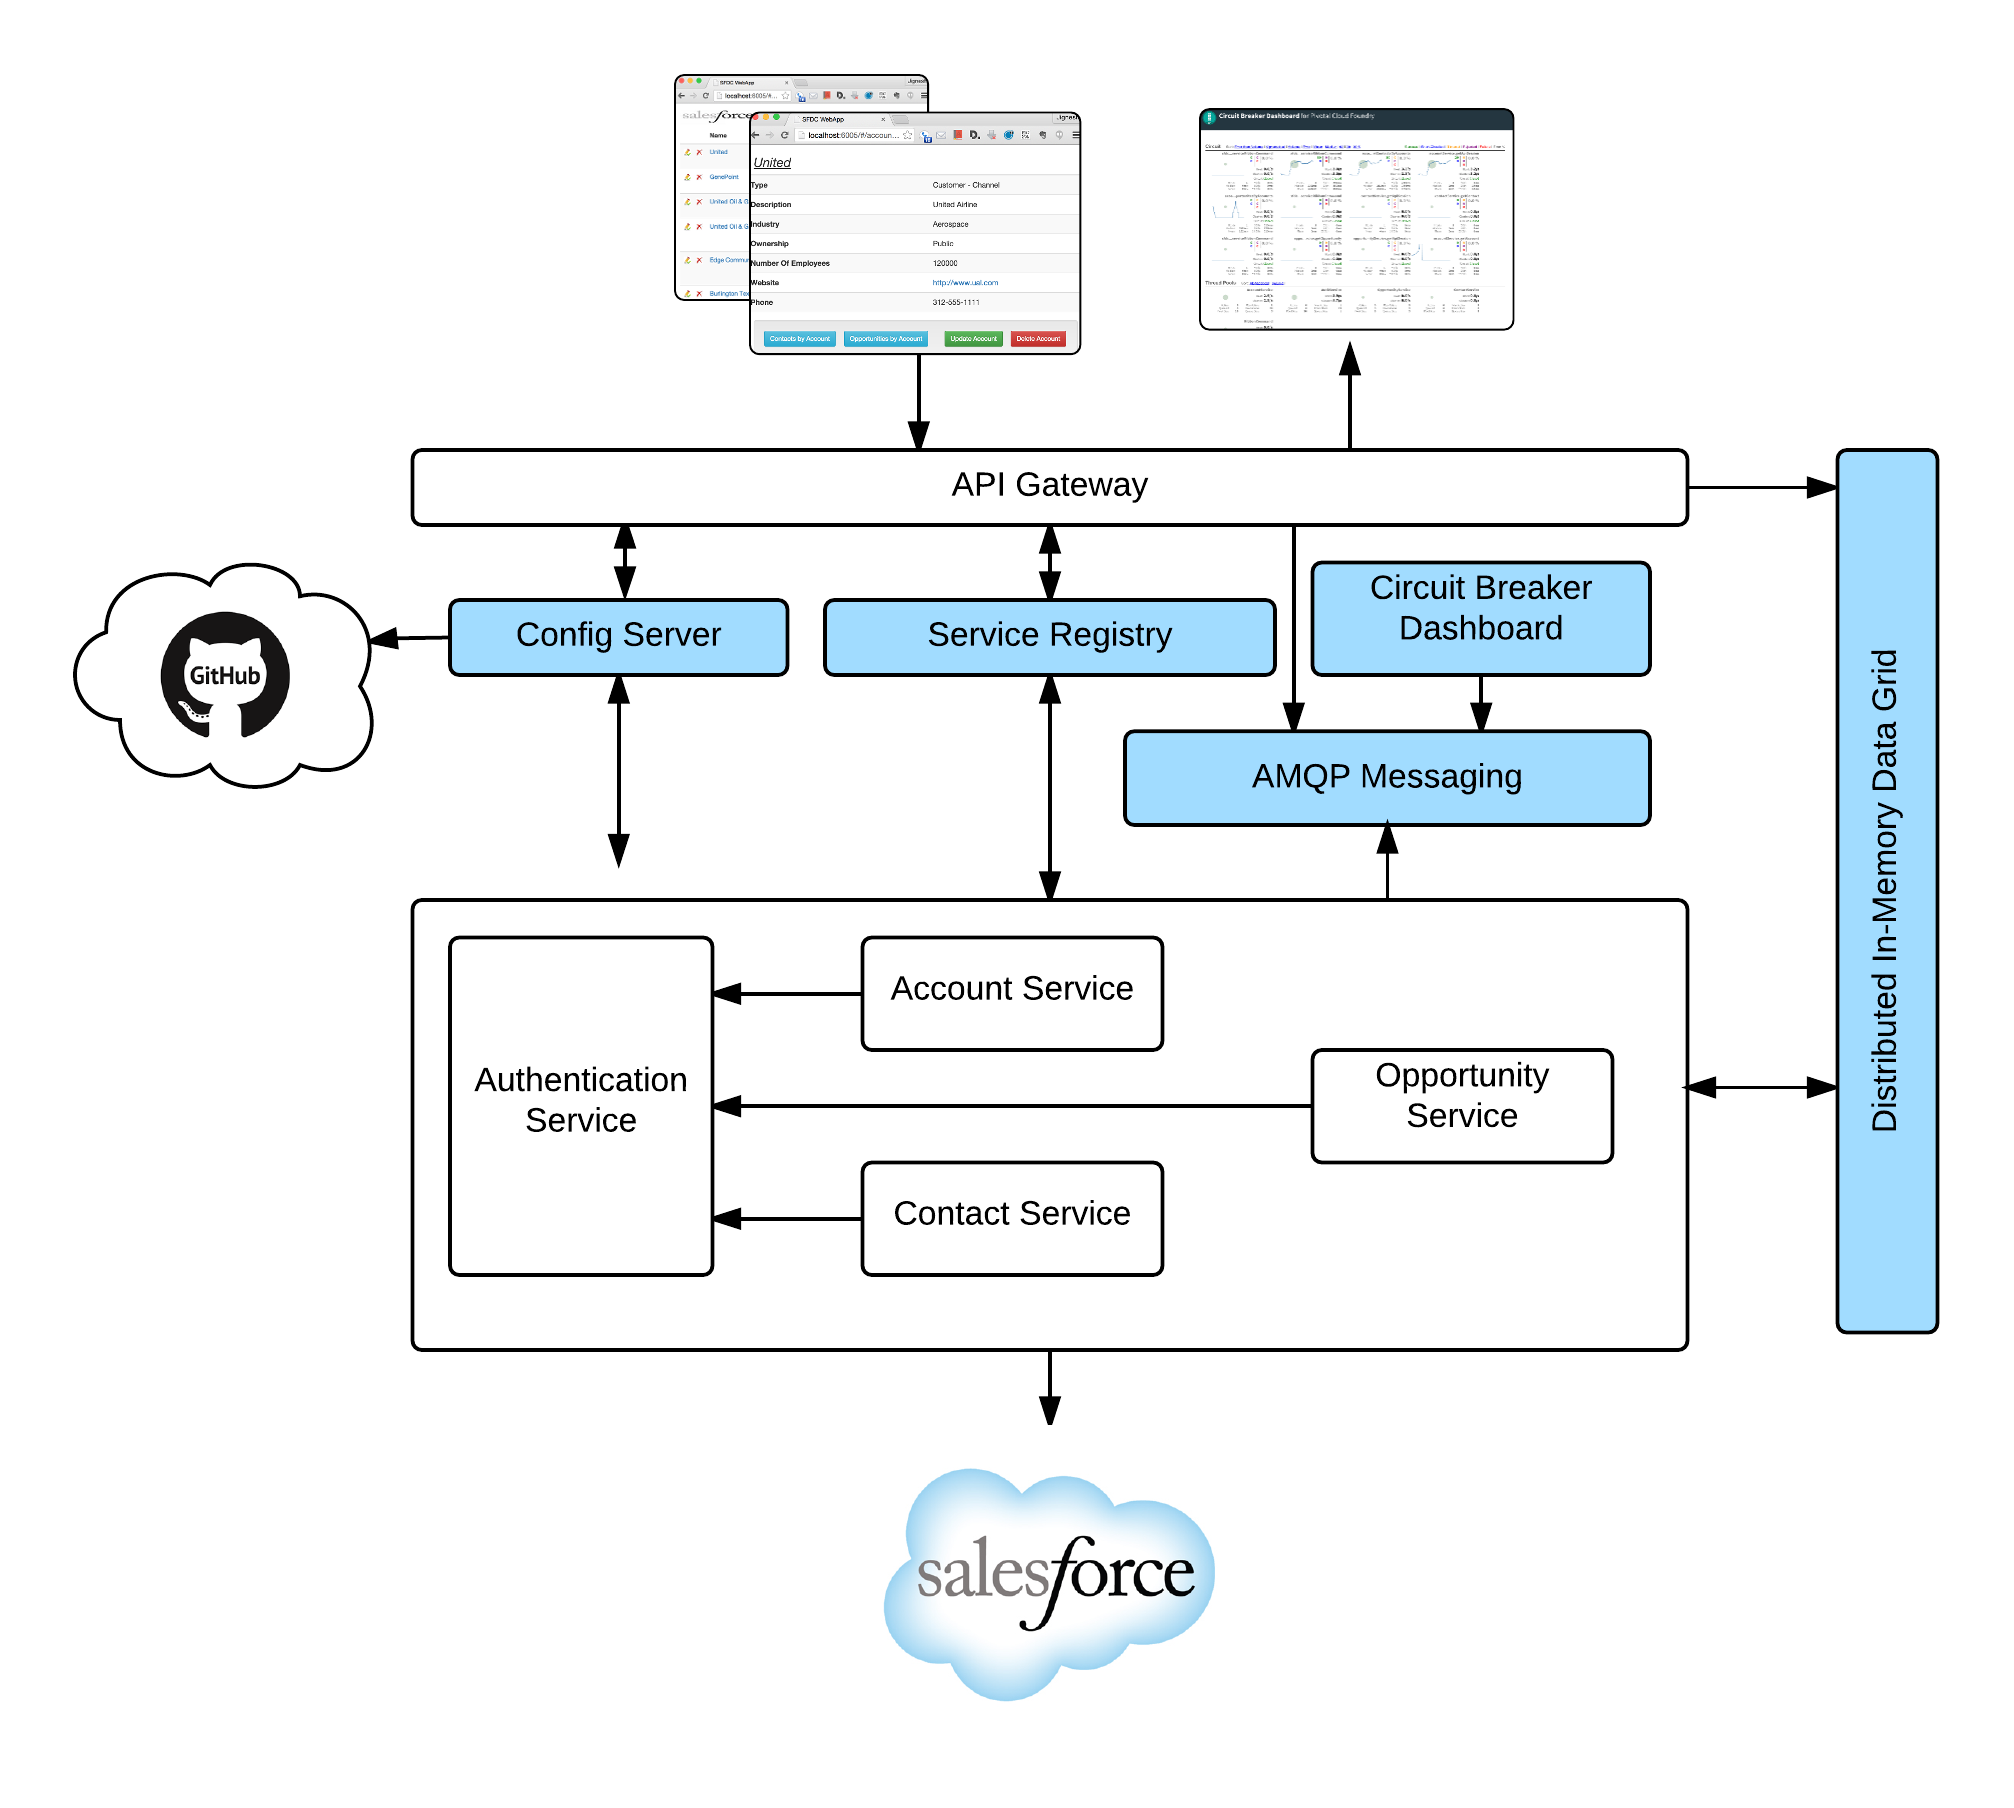 SFDC WebApp
Jignesh
localhost:6005/#...
salesforce
Name
United
GenePoint
United Oil & G
United Oil & G
Edge Commu
Burlington Tex
SFDC WebApp
Jignesh
localhost:6005/#/accoun...
United
Type Customer - Channel
Description United Airline
Industry Aerospace
Ownership Public
Number Of Employees 120000
Website http://www.ual.com
Phone 312-555-1111
Contacts by Account Opportunities by Account Update Account Delete Account
Circuit Breaker Dashboard for Pivotal Cloud Foundry
Circuit
Thread Pools
API Gateway
GitHub
Config Server
Service Registry
Circuit Breaker
Dashboard
AMQP Messaging
Distributed In-Memory Data Grid
Authentication
Service
Account Service
Opportunity
Service
Contact Service
salesforce